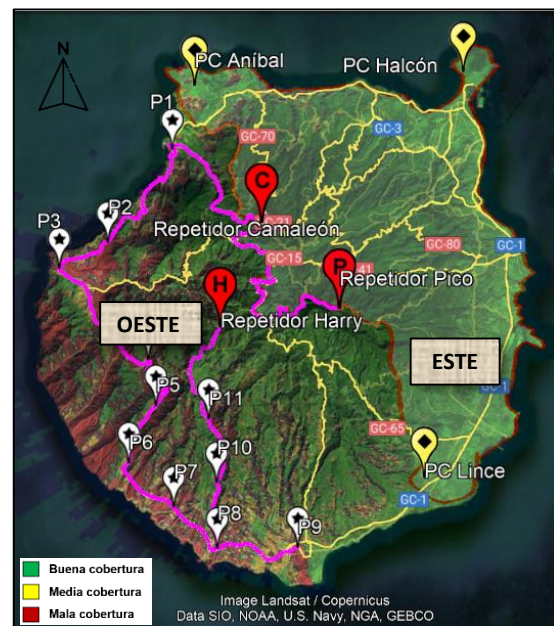 N
PC Aníbal
PC Halcón
P1
GC-3
GC-70
C
P2
GC-21
P3
Repetidor Camaleón
GC-1
GC-80
GC-15
P
41
Repetidor Pico
H
Repetidor Harry
OESTE
ESTE
P5
GC-1
P11
P6
GC-65
P10
PC Lince
P7
GC-1
P8
P9
Buena cobertura
Media cobertura
Mala cobertura
Image Landsat / Copernicus
Data SIO, NOAA, U.S. Navy, NGA, GEBCO